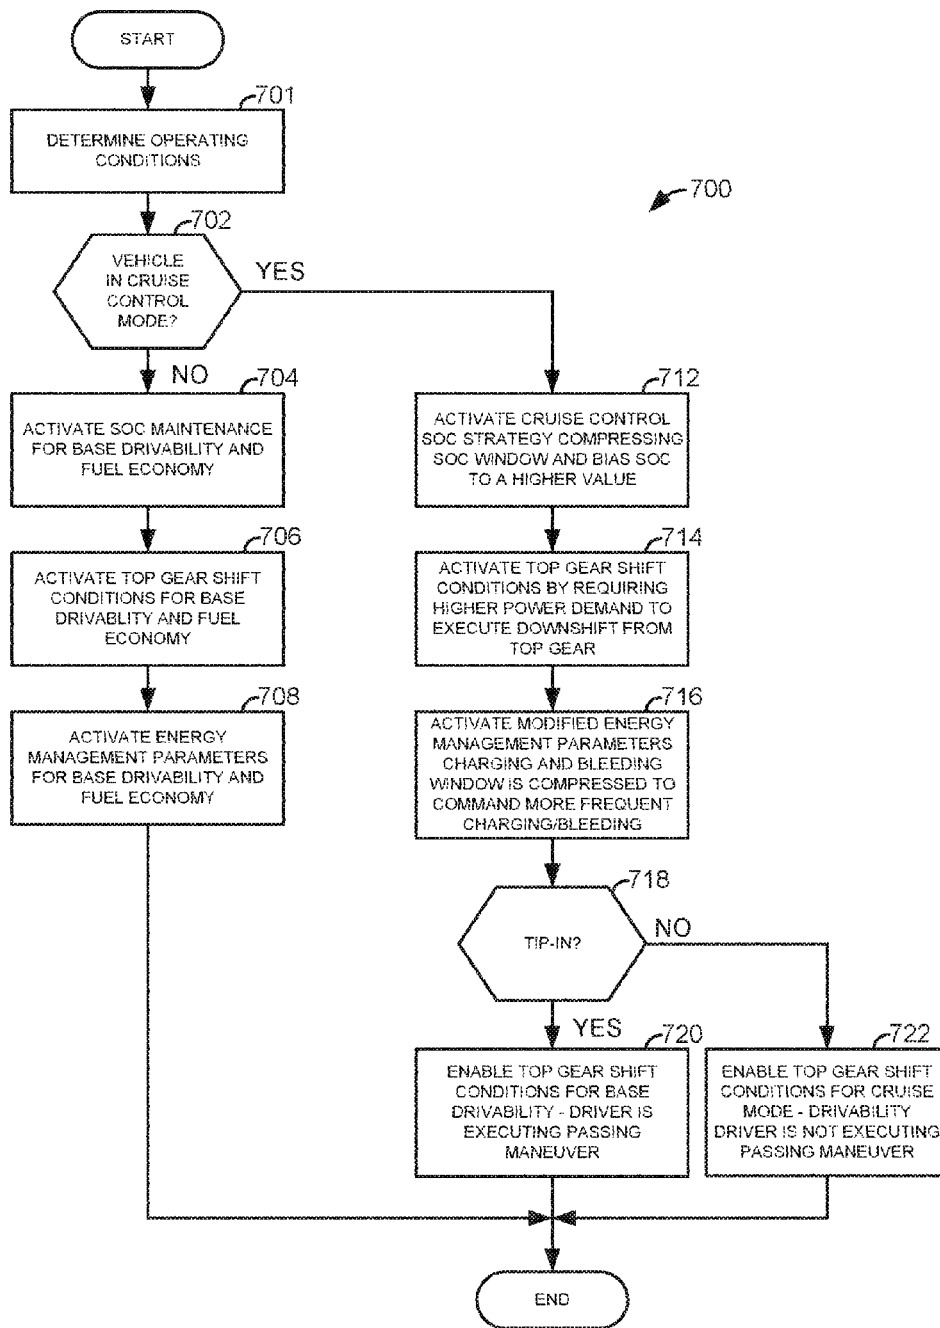 START
701
DETERMINE OPERATING
CONDITIONS
700
702
VEHICLE
IN CRUISE
CONTROL
MODE?
YES
NO
704
ACTIVATE SOC MAINTENANCE
FOR BASE DRIVABILITY AND
FUEL ECONOMY
706
ACTIVATE TOP GEAR SHIFT
CONDITIONS FOR BASE
DRIVABLITY AND FUEL
ECONOMY
708
ACTIVATE ENERGY
MANAGEMENT PARAMETERS
FOR BASE DRIVABILITY AND
FUEL ECONOMY
712
ACTIVATE CRUISE CONTROL
SOC STRATEGY COMPRESSING
SOC WINDOW AND BIAS SOC
TO A HIGHER VALUE
714
ACTIVATE TOP GEAR SHIFT
CONDITIONS BY REQUIRING
HIGHER POWER DEMAND TO
EXECUTE DOWNSHIFT FROM
TOP GEAR
716
ACTIVATE MODIFIED ENERGY
MANAGEMENT PARAMETERS
CHARGING AND BLEEDING
WINDOW IS COMPRESSED TO
COMMAND MORE FREQUENT
CHARGING/BLEEDING
718
TIP-IN?
NO
YES
720
ENABLE TOP GEAR SHIFT
CONDITIONS FOR BASE
DRIVABILITY - DRIVER IS
EXECUTING PASSING
MANEUVER
722
ENABLE TOP GEAR SHIFT
CONDITIONS FOR CRUISE
MODE - DRIVABILITY
DRIVER IS NOT EXECUTING
PASSING MANEUVER
END